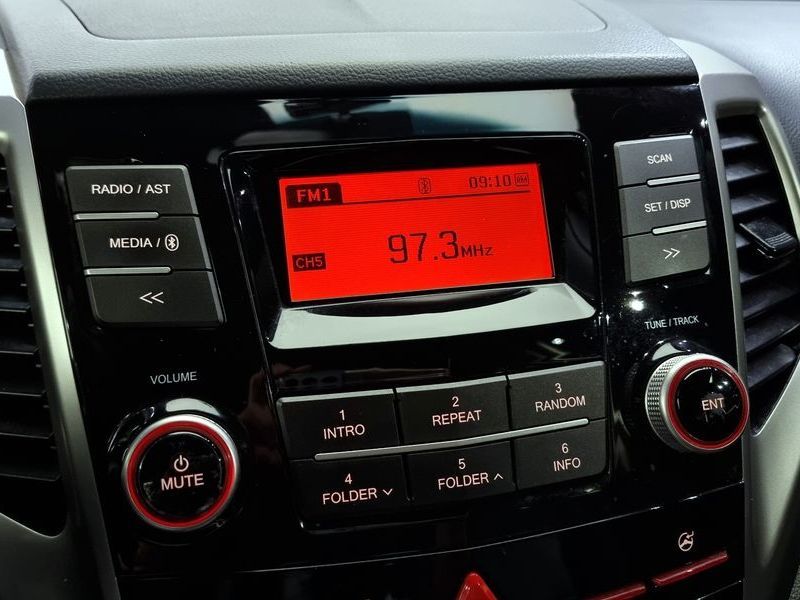 RADIO / AST
MEDIA /
<<
FM1
09:10
97.3MHz
CH5
SCAN
SET / DISP
>>
VOLUME
MUTE
TUNE / TRACK
ENT
1
INTRO
2
REPEAT
3
RANDOM
4
FOLDER ∨
5
FOLDER ∧
6
INFO